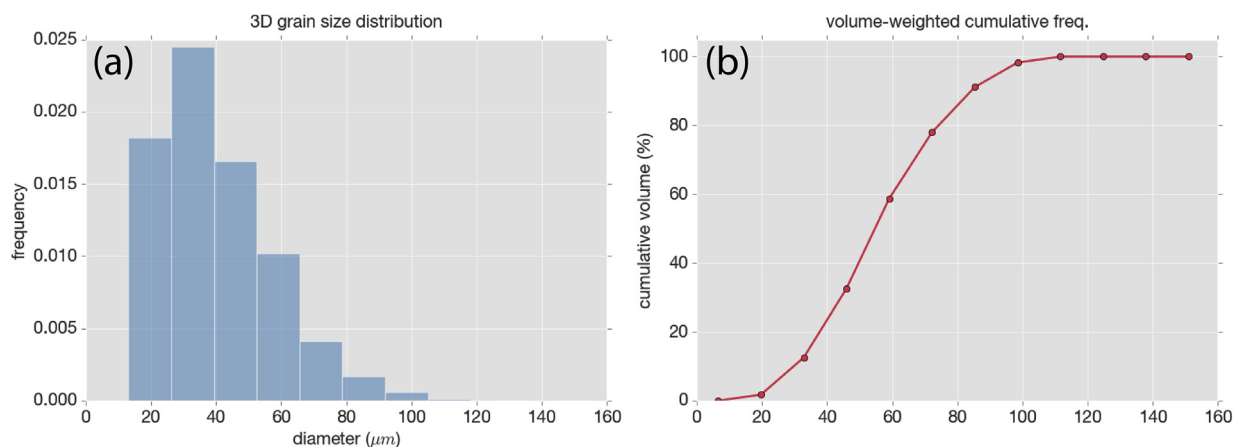 3D grain size distribution
(a)
0.025
0.020
0.015
0.010
0.005
0.000
frequency
0 20 40 60 80 100 120 140 160
diameter (μm)
volume-weighted cumulative freq.
(b)
100
80
60
40
20
0
cumulative volume (%)
0 20 40 60 80 100 120 140 160